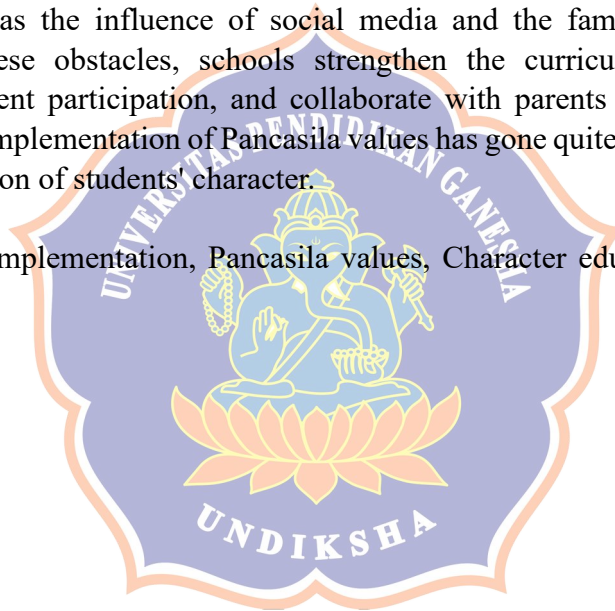 as the influence of social media and the fam
ese obstacles, schools strengthen the curricu
ent participation, and collaborate with parents
mplementation of Pancasila values has gone quite
on of students' character.
mplementation, Pancasila values, Character edu
UNIVERSITAS PENDIDIKAN GANESHA
UNDIKSHA